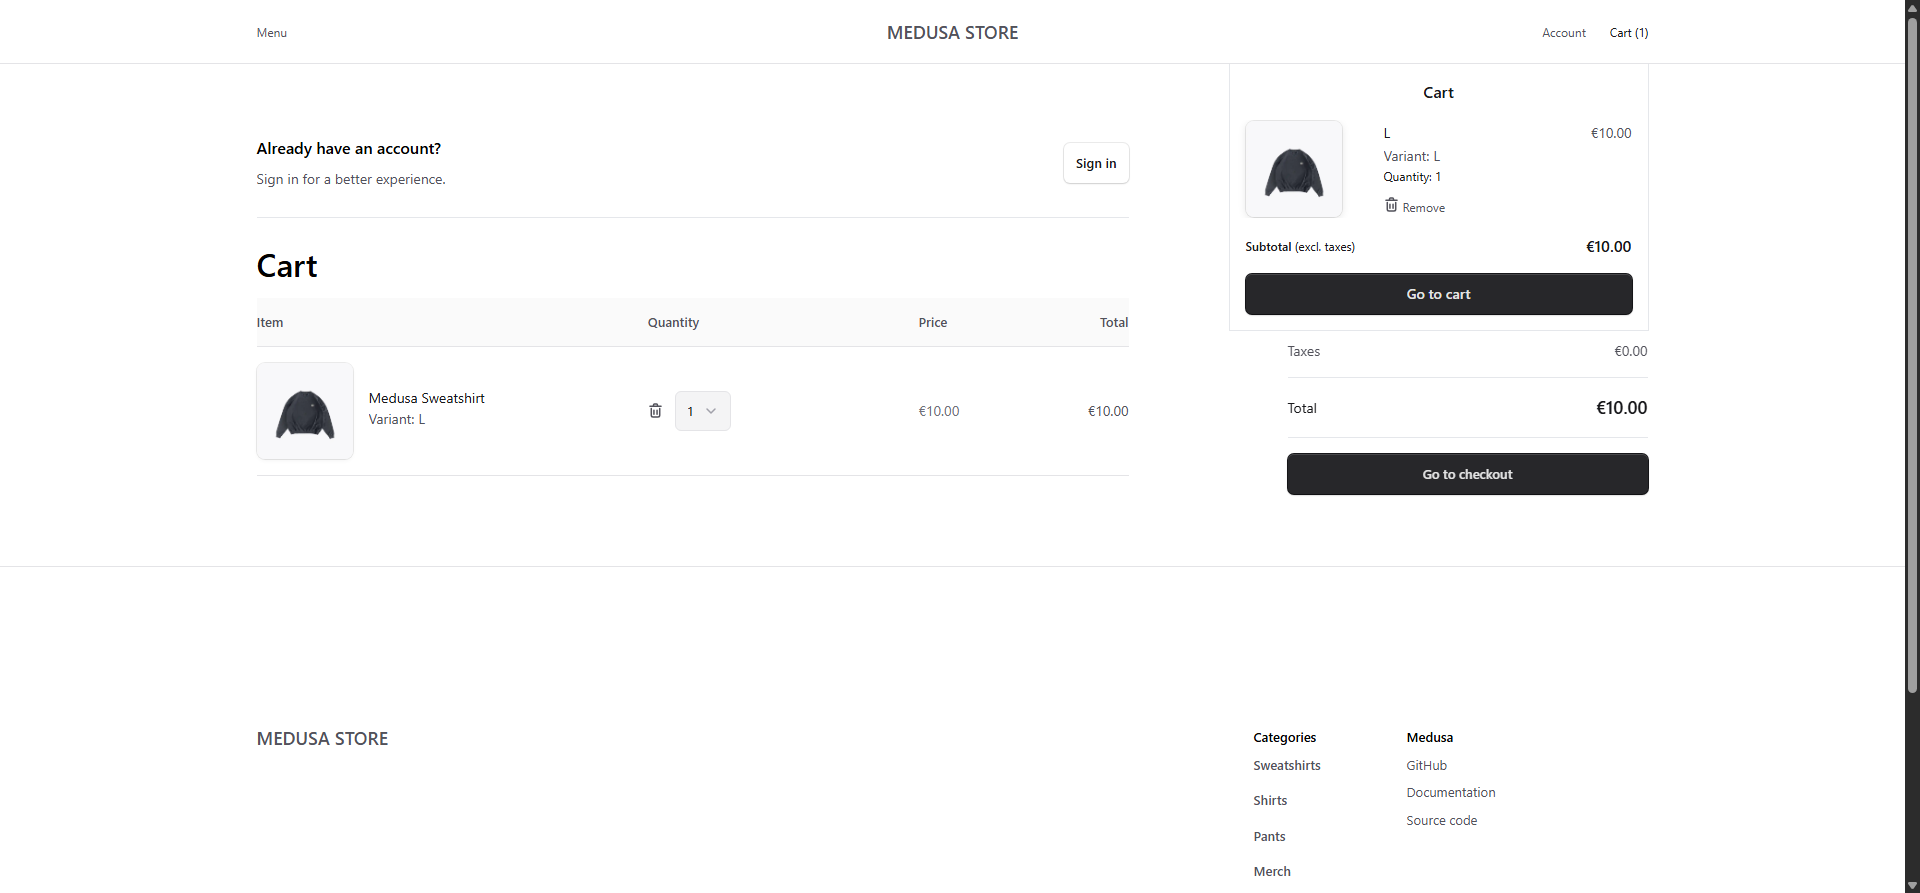 Menu
MEDUSA STORE
Account
Cart (1)
Already have an account?
Sign in for a better experience.
Sign in
Cart
Item Quantity Price Total
Medusa Sweatshirt
Variant: L
1
€10.00
€10.00
Cart
L
€10.00
Variant: L
Quantity: 1
Remove
Subtotal (excl. taxes)
€10.00
Go to cart
Taxes
€0.00
Total
€10.00
Go to checkout
MEDUSA STORE
Categories
Sweatshirts
Shirts
Pants
Merch
Medusa
GitHub
Documentation
Source code